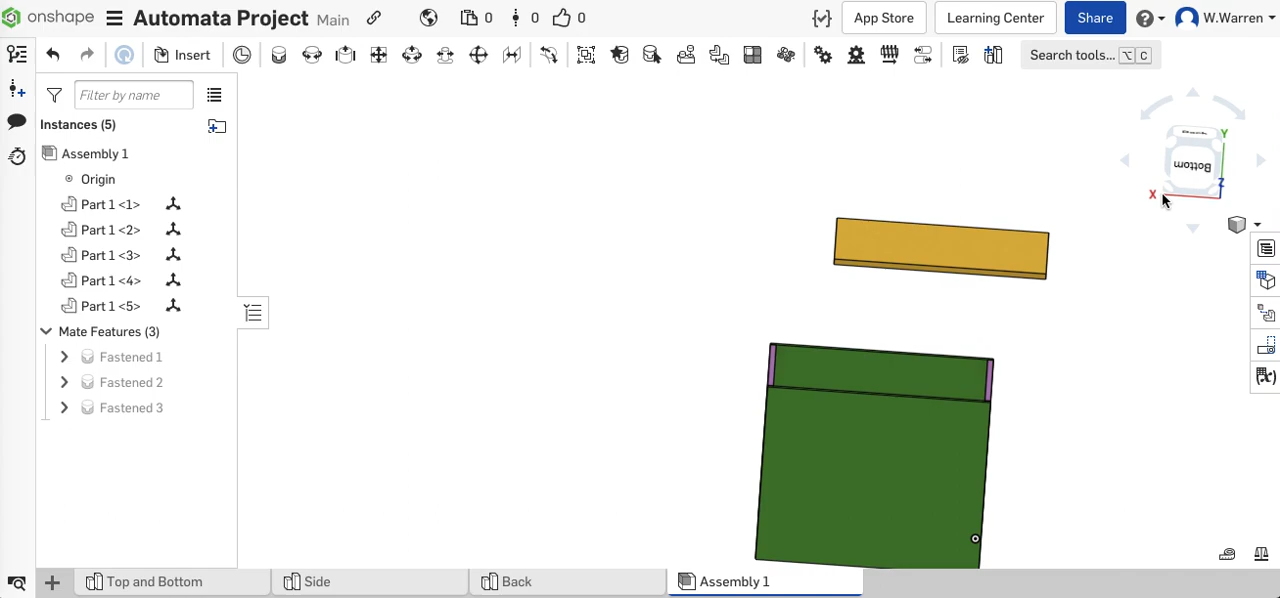 onshape Automata Project Main 0 0 0 App Store Learning Center Share W.Warren
Insert Search tools... ⌥ C
Filter by name
Instances (5)
Assembly 1
Origin
Part 1 <1>
Part 1 <2>
Part 1 <3>
Part 1 <4>
Part 1 <5>
Mate Features (3)
Fastened 1
Fastened 2
Fastened 3
Y
Bottom
Z
X
Top and Bottom Side Back Assembly 1